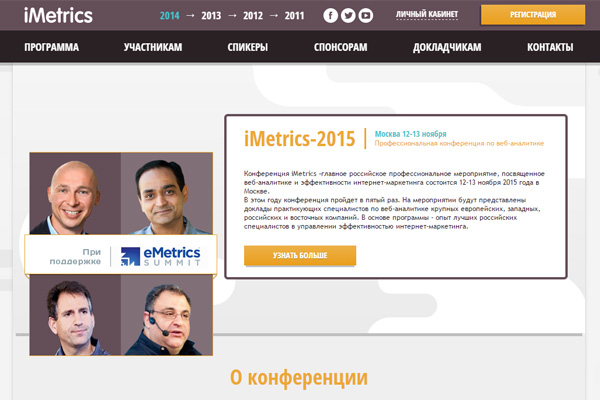 iMetrics
2014 → 2013 → 2012 → 2011
ЛИЧНЫЙ КАБИНЕТ
РЕГИСТРАЦИЯ
ПРОГРАММА УЧАСТНИКАМ СПИКЕРЫ СПОНСОРАМ ДОКЛАДЧИКАМ КОНТАКТЫ
iMetrics-2015
Москва 12-13 ноября
Профессиональная конференция по веб-аналитике
Конференция iMetrics -главное российское профессиональное мероприятие, посвященное
веб-аналитике и эффективности интернет-маркетинга состоится 12-13 ноября 2015 года в
Москве.
В этом году конференция пройдет в пятый раз. На мероприятии будут представлены
доклады практикующих специалистов по веб-аналитике крупных европейских, западных,
российских и восточных компаний. В основе программы - опыт лучших российских
специалистов в управлении эффективностью интернет-маркетинга.
УЗНАТЬ БОЛЬШЕ
При
поддержке
eMetrics
SUMMIT
О конференции